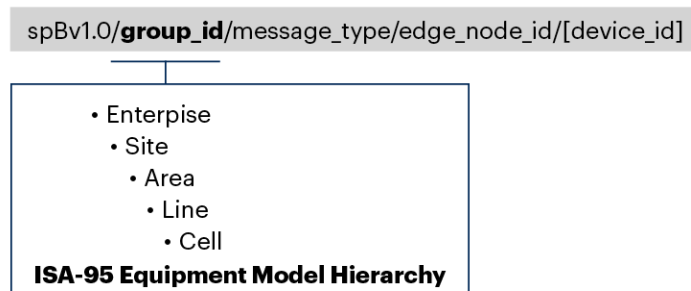 spBv1.0/group_id/message_type/edge_node_id/[device_id]
• Enterpise
• Site
• Area
• Line
• Cell
ISA-95 Equipment Model Hierarchy